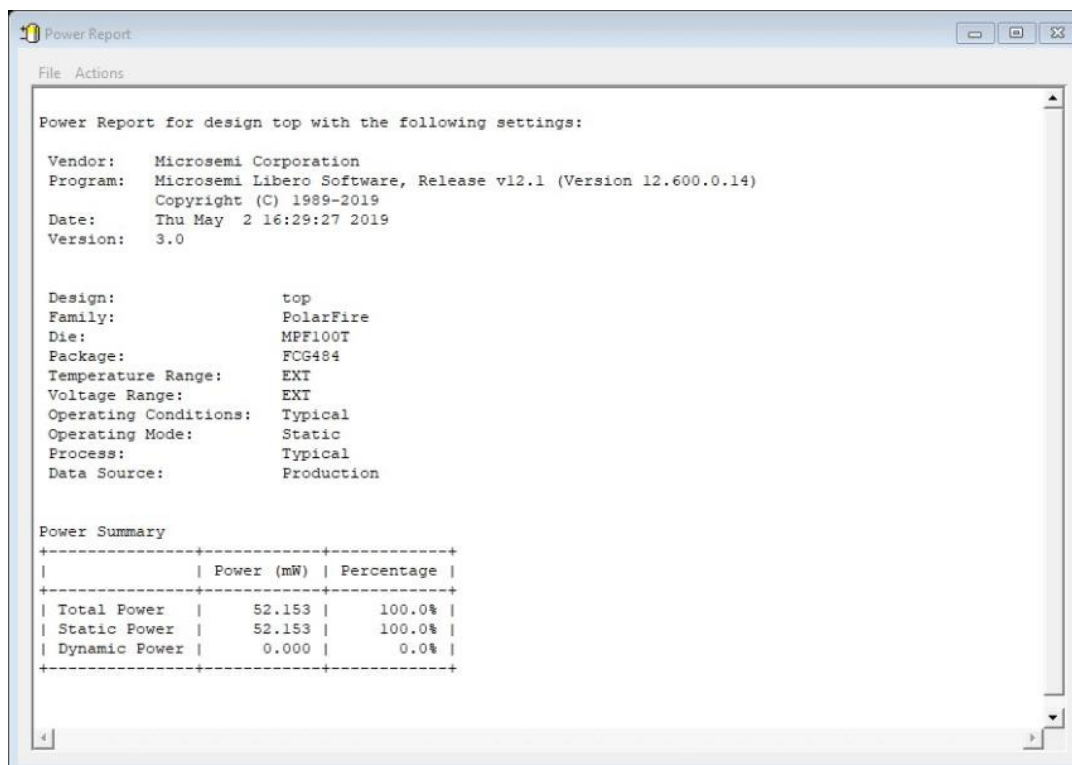 Power Report
File Actions
Power Report for design top with the following settings:
Vendor: Microsemi Corporation
Program: Microsemi Libero Software, Release v12.1 (Version 12.600.0.14)
Copyright (C) 1989-2019
Date: Thu May  2 16:29:27 2019
Version: 3.0
Design: top
Family: PolarFire
Die: MPF100T
Package: FCG484
Temperature Range: EXT
Voltage Range: EXT
Operating Conditions: Typical
Operating Mode: Static
Process: Typical
Data Source: Production
Power Summary
+---------------+------------+------------+
|               | Power (mW) | Percentage |
+---------------+------------+------------+
| Total Power   |     52.153 |     100.0% |
| Static Power  |     52.153 |     100.0% |
| Dynamic Power |      0.000 |       0.0% |
+---------------+------------+------------+